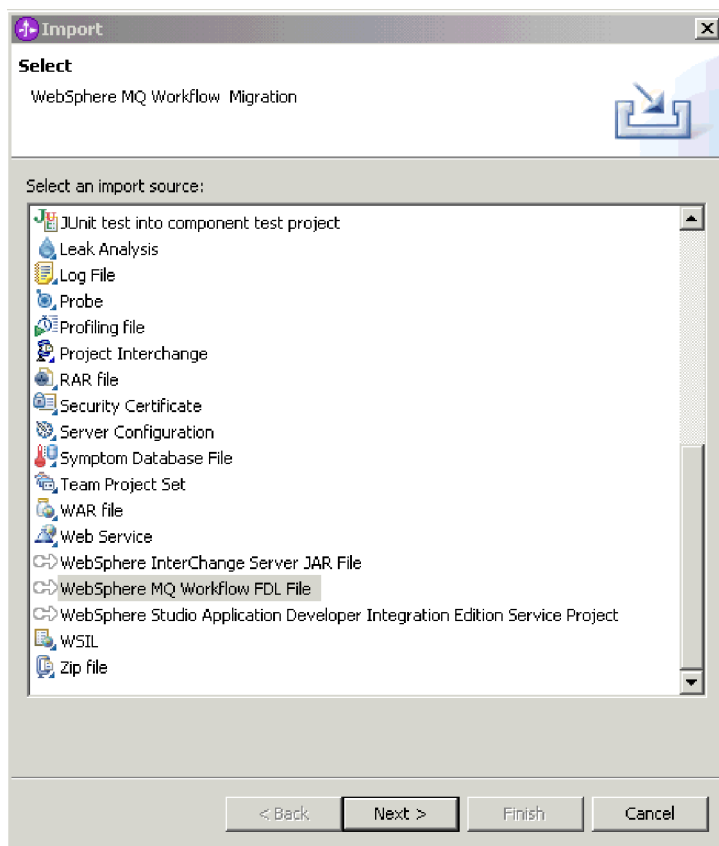 Import
Select
WebSphere MQ Workflow Migration
Select an import source:
JUnit test into component test project
Leak Analysis
Log File
Probe
Profiling file
Project Interchange
RAR file
Security Certificate
Server Configuration
Symptom Database File
Team Project Set
WAR file
Web Service
WebSphere InterChange Server JAR File
WebSphere MQ Workflow FDL File
WebSphere Studio Application Developer Integration Edition Service Project
WSIL
Zip file
< Back Next > Finish Cancel